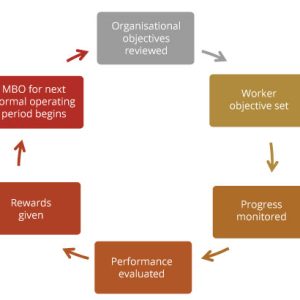 Organisational
objectives
reviewed
Worker
objective set
Progress
monitored
Performance
evaluated
Rewards
given
MBO for next
ormal operating
period begins